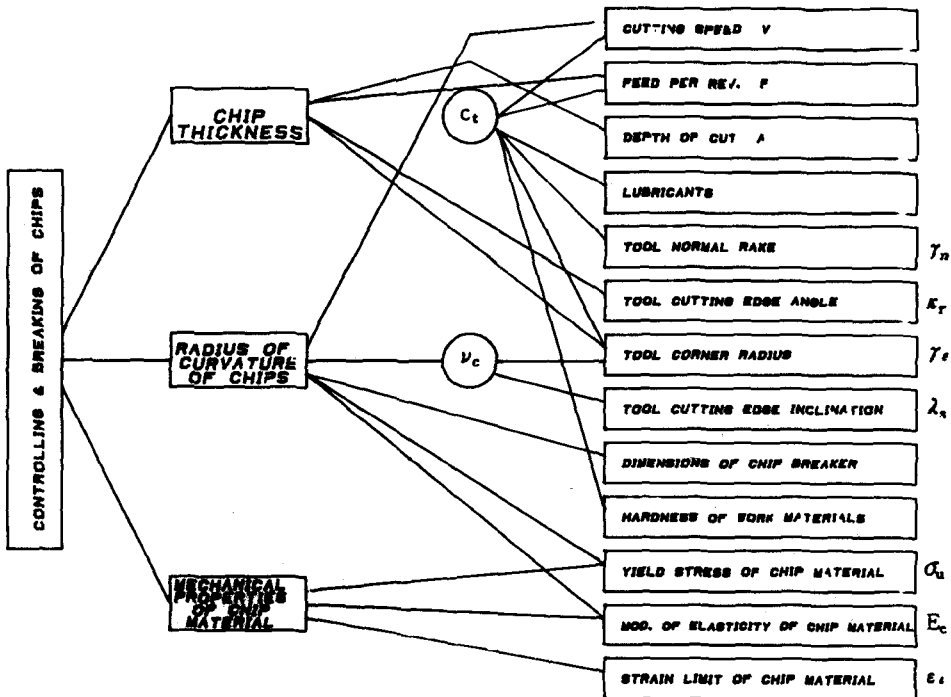 CONTROLLING & BREAKING OF CHIPS
CHIP
THICKNESS
RADIUS OF
CURVATURE
OF CHIPS
MECHANICAL
PROPERTIES
OF CHIP
MATERIAL
Ct
νc
CUTTING SPEED V
FEED PER REV. F
DEPTH OF CUT A
LUBRICANTS
TOOL NORMAL RAKE γn
TOOL CUTTING EDGE ANGLE κr
TOOL CORNER RADIUS γε
TOOL CUTTING EDGE INCLINATION λs
DIMENSIONS OF CHIP BREAKER
HARDNESS OF WORK MATERIALS
YIELD STRESS OF CHIP MATERIAL σu
MOD. OF ELASTICITY OF CHIP MATERIAL Ec
STRAIN LIMIT OF CHIP MATERIAL